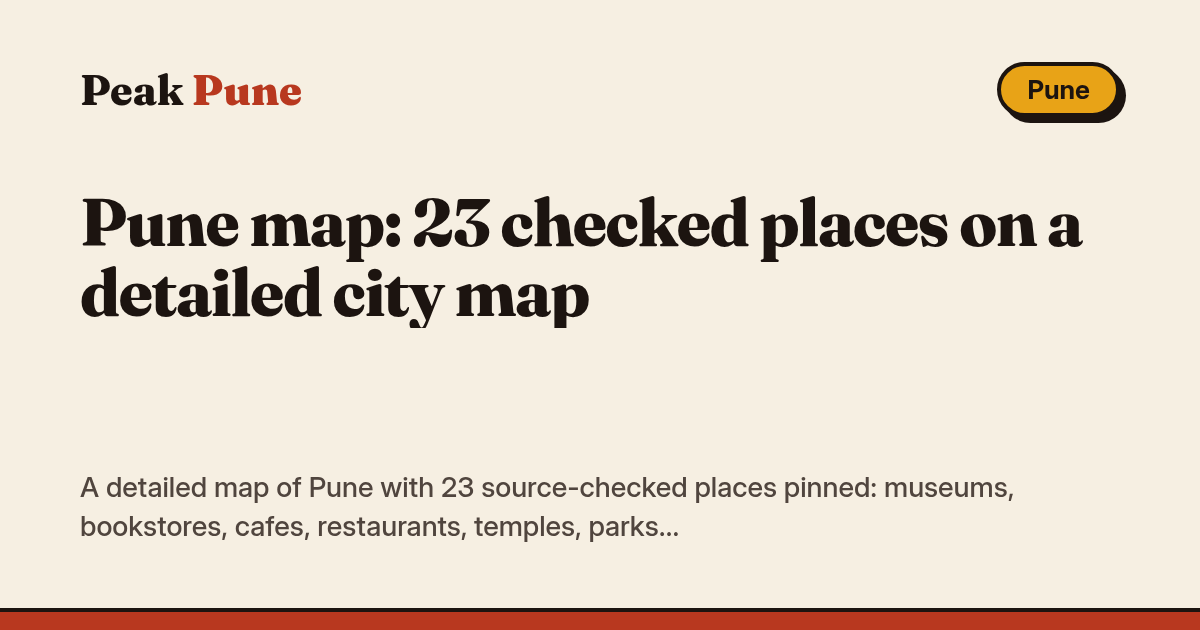 Peak Pune
Pune
Pune map: 23 checked places on a
detailed city map
A detailed map of Pune with 23 source-checked places pinned: museums,
bookstores, cafes, restaurants, temples, parks...